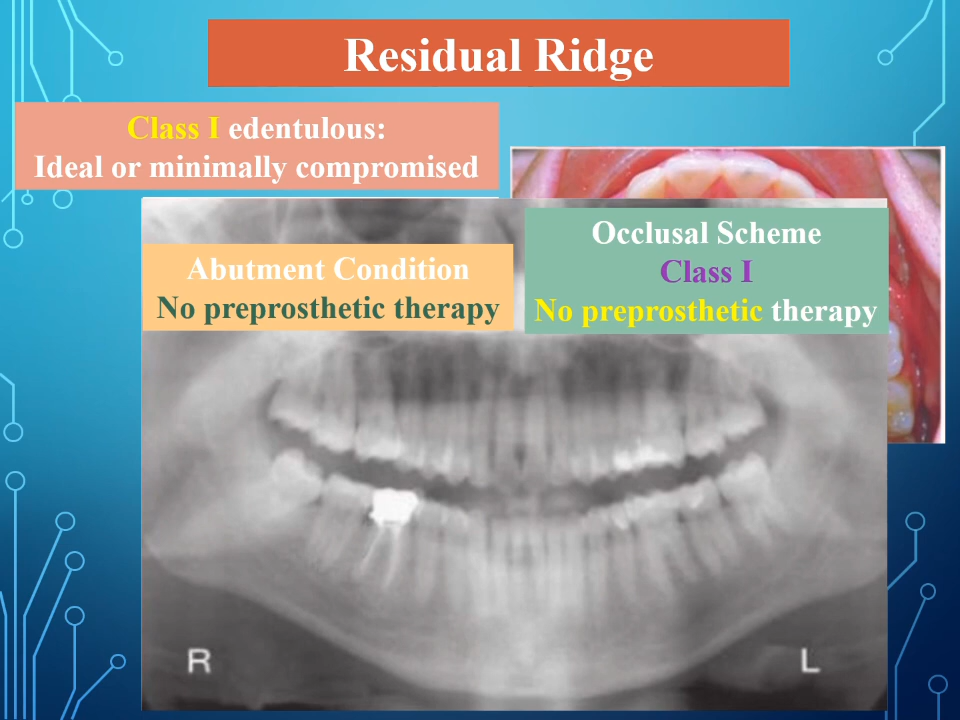 Residual Ridge
Class I edentulous:
Ideal or minimally compromised
Occlusal Scheme
Class I
No preprosthetic therapy
Abutment Condition
No preprosthetic therapy
R
L